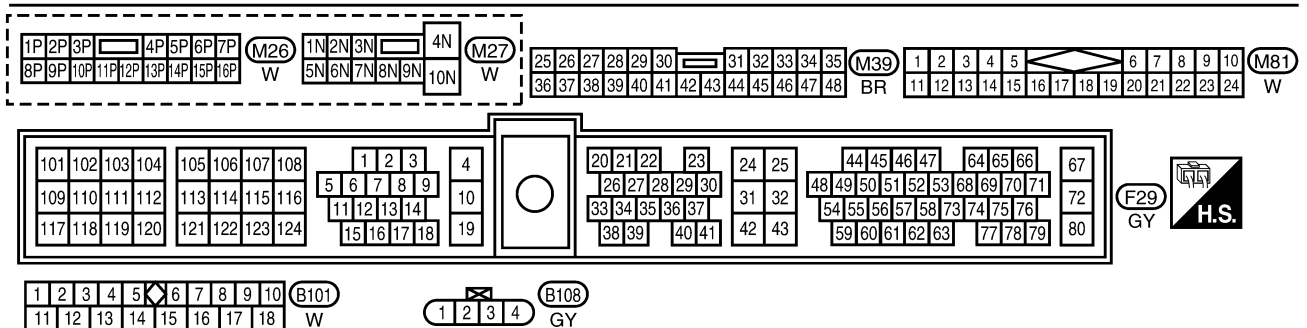 1P 2P 3P 4P 5P 6P 7P M26
8P 9P 10P 11P 12P 13P 14P 15P 16P W
1N 2N 3N 4N M27
5N 6N 7N 8N 9N 10N W
25 26 27 28 29 30 31 32 33 34 35 M39
36 37 38 39 40 41 42 43 44 45 46 47 48 BR
1 2 3 4 5 6 7 8 9 10 M81
11 12 13 14 15 16 17 18 19 20 21 22 23 24 W
101 102 103 104 105 106 107 108 1 2 3 4 20 21 22 23 24 25 44 45 46 47 64 65 66 67
5 6 7 8 9 26 27 28 29 30 48 49 50 51 52 53 68 69 70 71
109 110 111 112 113 114 115 116 10 31 32 72 F29
11 12 13 14 33 34 35 36 37 54 55 56 57 58 73 74 75 76 GY
117 118 119 120 121 122 123 124 15 16 17 18 19 38 39 40 41 42 43 59 60 61 62 63 77 78 79 80
H.S.
1 2 3 4 5 6 7 8 9 10 B101
11 12 13 14 15 16 17 18 W
1 2 3 4 B108
GY